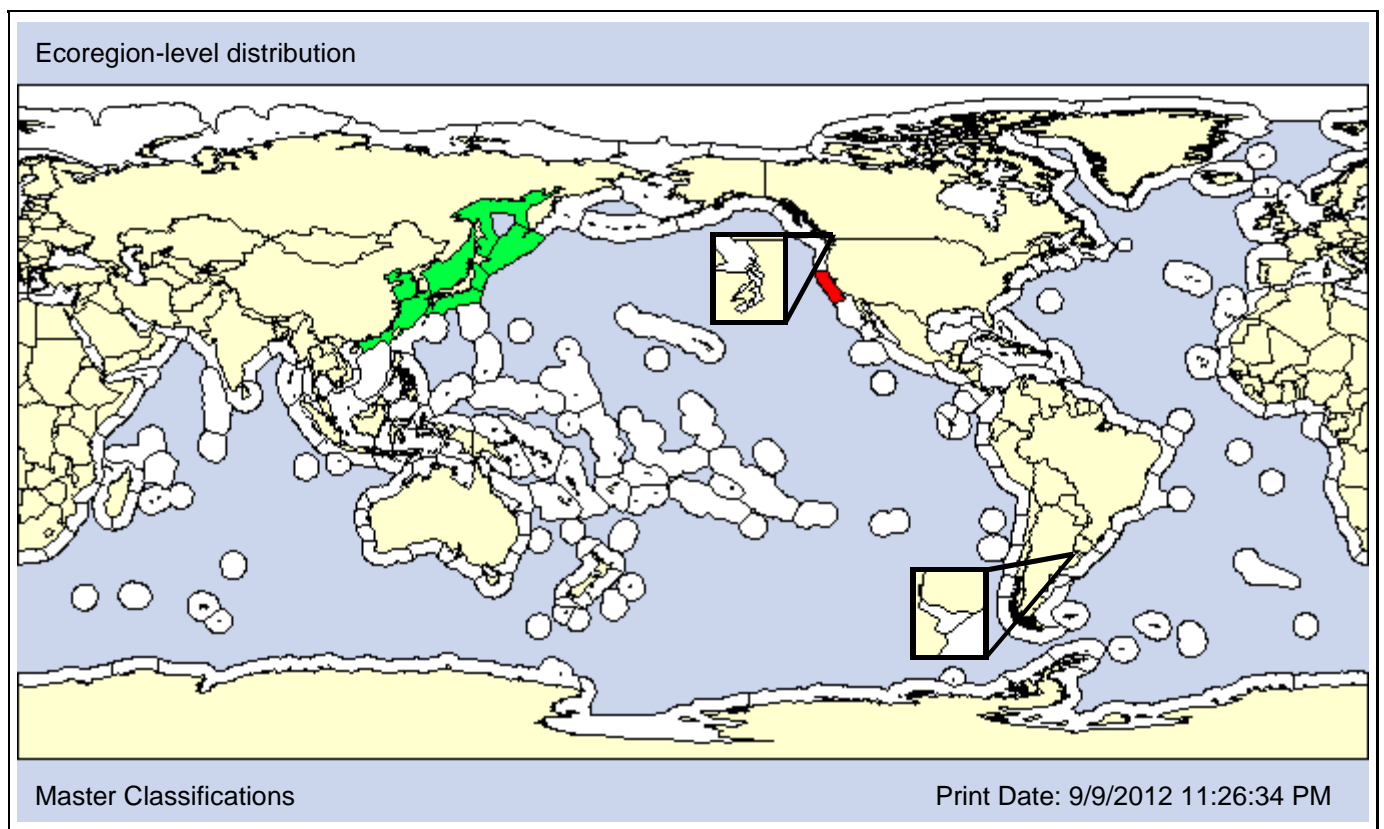 Ecoregion-level distribution
Master Classifications
Print Date: 9/9/2012 11:26:34 PM